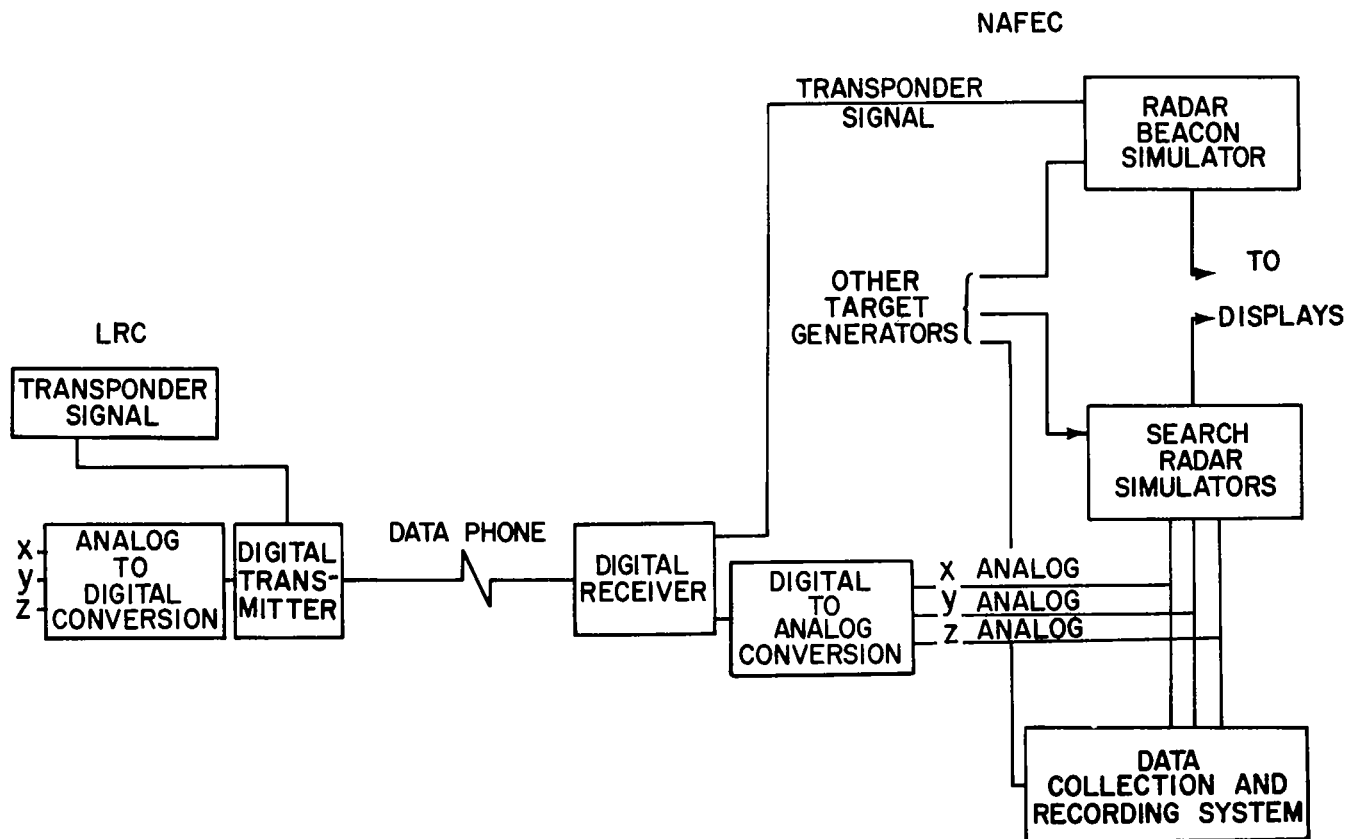 NAFEC
TRANSPONDER
SIGNAL
RADAR
BEACON
SIMULATOR
TO
DISPLAYS
OTHER
TARGET
GENERATORS
LRC
TRANSPONDER
SIGNAL
SEARCH
RADAR
SIMULATORS
x
y
z
ANALOG
TO
DIGITAL
CONVERSION
DIGITAL
TRANS-
MITTER
DATA PHONE
DIGITAL
RECEIVER
DIGITAL
TO
ANALOG
CONVERSION
x ANALOG
y ANALOG
z ANALOG
DATA
COLLECTION AND
RECORDING SYSTEM